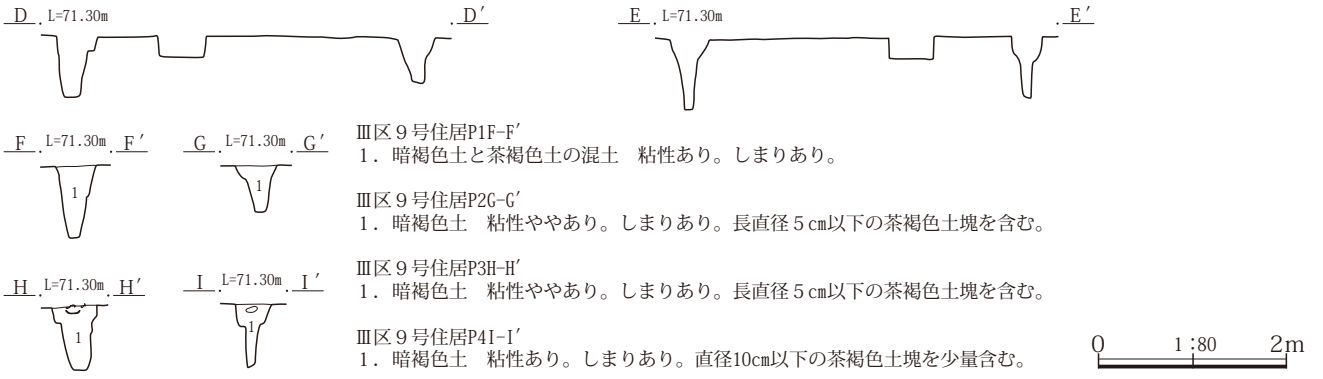 D L=71.30m D′ E L=71.30m E′
F L=71.30m F′ G L=71.30m G′
1 1
Ⅲ区９号住居P1F-F′
１．暗褐色土と茶褐色土の混土　粘性あり。しまりあり。
Ⅲ区９号住居P2G-G′
１．暗褐色土　粘性ややあり。しまりあり。長直径５㎝以下の茶褐色土塊を含む。
H L=71.30m H′ I L=71.30m I′
1 1
Ⅲ区９号住居P3H-H′
１．暗褐色土　粘性ややあり。しまりあり。長直径５㎝以下の茶褐色土塊を含む。
Ⅲ区９号住居P4I-I′
１．暗褐色土　粘性あり。しまりあり。直径10㎝以下の茶褐色土塊を少量含む。
0 1:80 2m